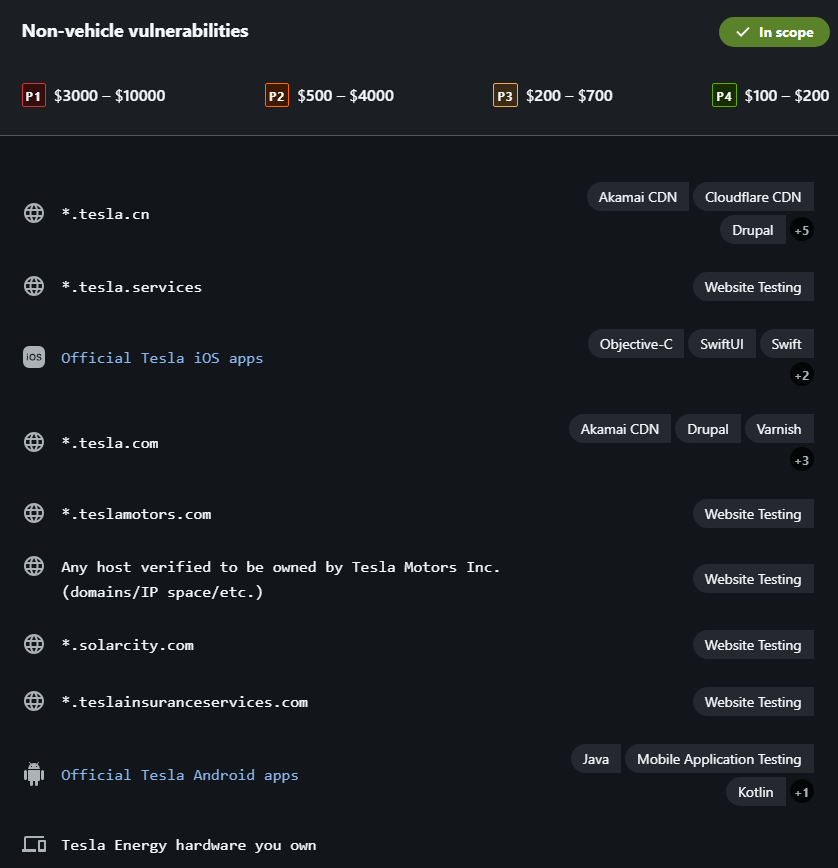 Non-vehicle vulnerabilities
In scope
P1 $3000 – $10000
P2 $500 – $4000
P3 $200 – $700
P4 $100 – $200
*.tesla.cn
Akamai CDN
Cloudflare CDN
Drupal
+5
*.tesla.services
Website Testing
iOS
Official Tesla iOS apps
Objective-C
SwiftUI
Swift
+2
*.tesla.com
Akamai CDN
Drupal
Varnish
+3
*.teslamotors.com
Website Testing
Any host verified to be owned by Tesla Motors Inc.
(domains/IP space/etc.)
Website Testing
*.solarcity.com
Website Testing
*.teslainsuranceservices.com
Website Testing
Official Tesla Android apps
Java
Mobile Application Testing
Kotlin
+1
Tesla Energy hardware you own